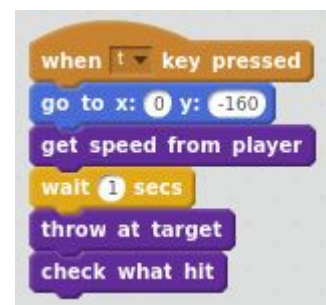 when t key pressed
go to x: 0 y: -160
get speed from player
wait 1 secs
throw at target
check what hit